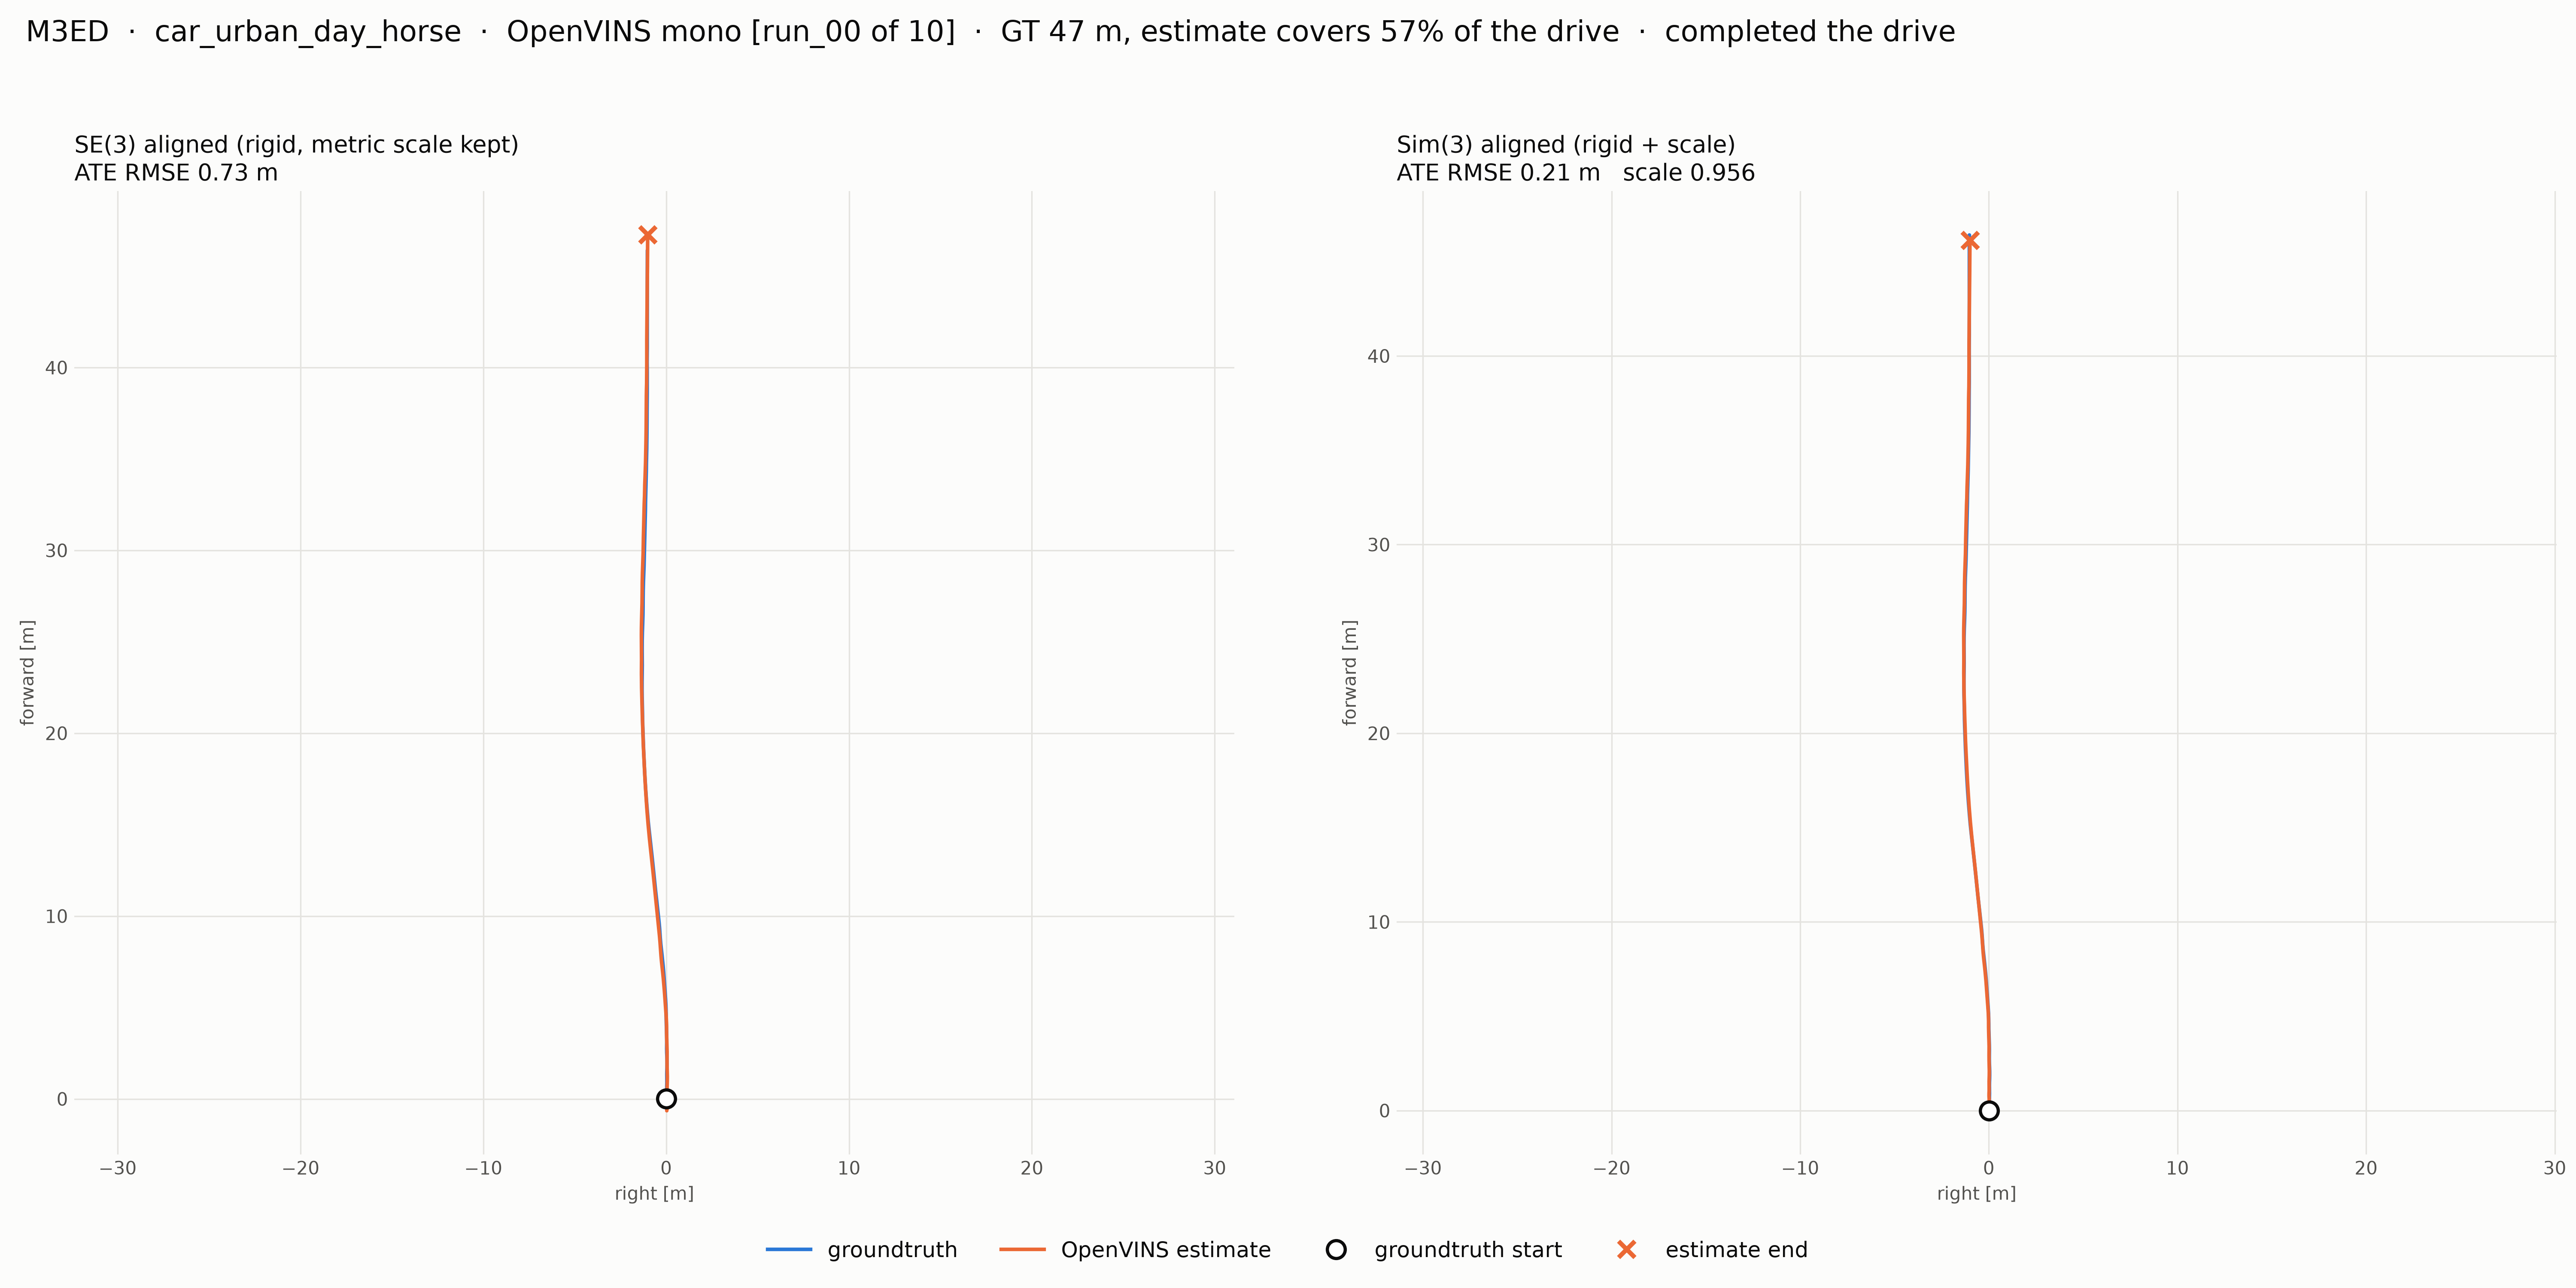 M3ED · car_urban_day_horse · OpenVINS mono [run_00 of 10] · GT 47 m, estimate covers 57% of the drive · completed the drive
SE(3) aligned (rigid, metric scale kept)
ATE RMSE 0.73 m
40
30
20
10
0
forward [m]
−30 −20 −10 0 10 20 30
right [m]
Sim(3) aligned (rigid + scale)
ATE RMSE 0.21 m scale 0.956
40
30
20
10
0
forward [m]
−30 −20 −10 0 10 20 30
right [m]
groundtruth OpenVINS estimate groundtruth start estimate end